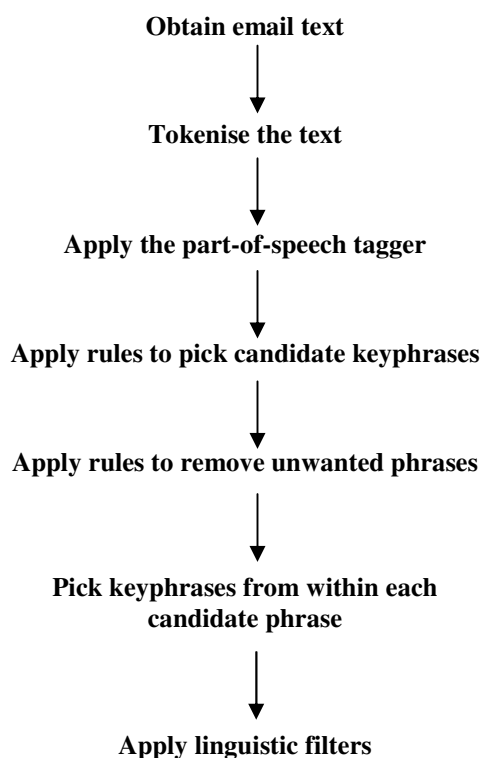 Obtain email text
Tokenise the text
Apply the part-of-speech tagger
Apply rules to pick candidate keyphrases
Apply rules to remove unwanted phrases
Pick keyphrases from within each
candidate phrase
Apply linguistic filters